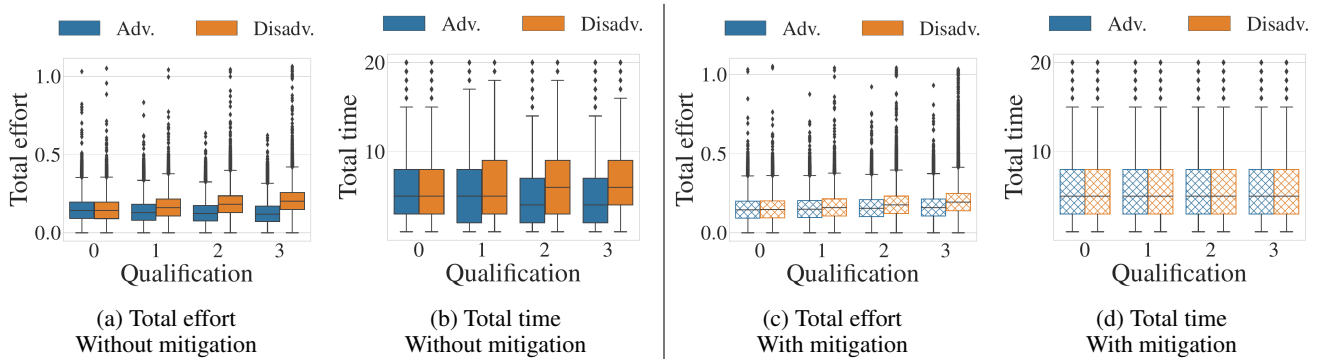 Adv. Disadv.
Total effort
1.0
0.5
0.0
0 1 2 3
Qualification
(a) Total effort
Without mitigation
Adv. Disadv.
Total time
20
10
0 1 2 3
Qualification
(b) Total time
Without mitigation
Adv. Disadv.
Total effort
1.0
0.5
0.0
0 1 2 3
Qualification
(c) Total effort
With mitigation
Adv. Disadv.
Total time
20
10
0 1 2 3
Qualification
(d) Total time
With mitigation